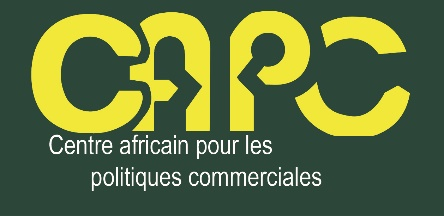 CAPC
Centre africain pour les
politiques commerciales